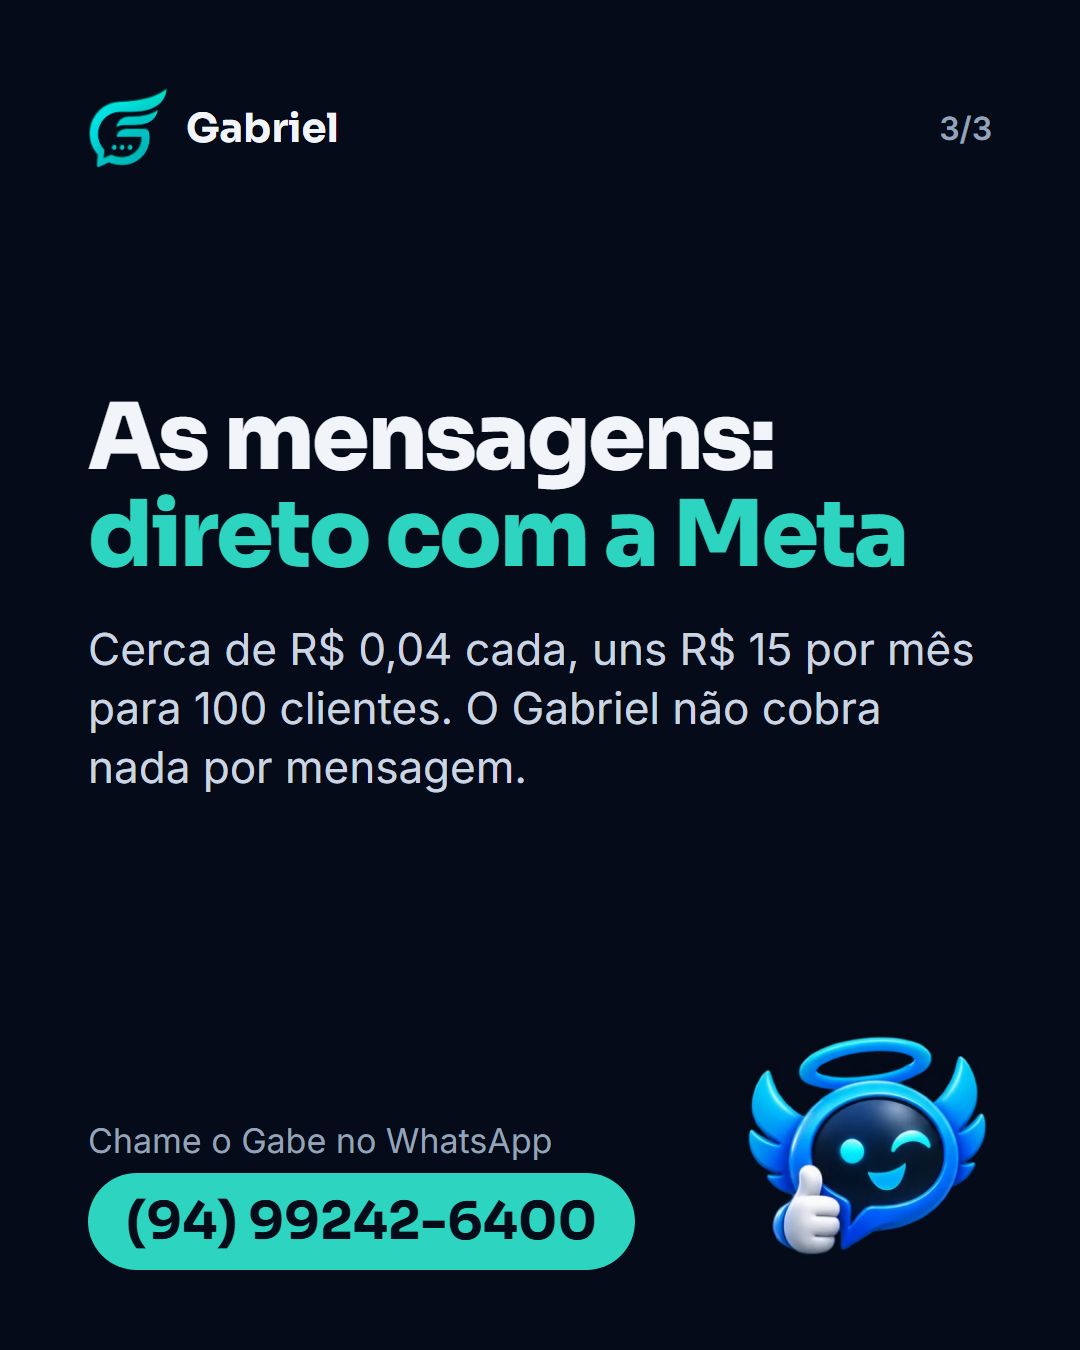 Gabriel
3/3
As mensagens:
direto com a Meta
Cerca de R$ 0,04 cada, uns R$ 15 por mês
para 100 clientes. O Gabriel não cobra
nada por mensagem.
Chame o Gabe no WhatsApp
(94) 99242-6400